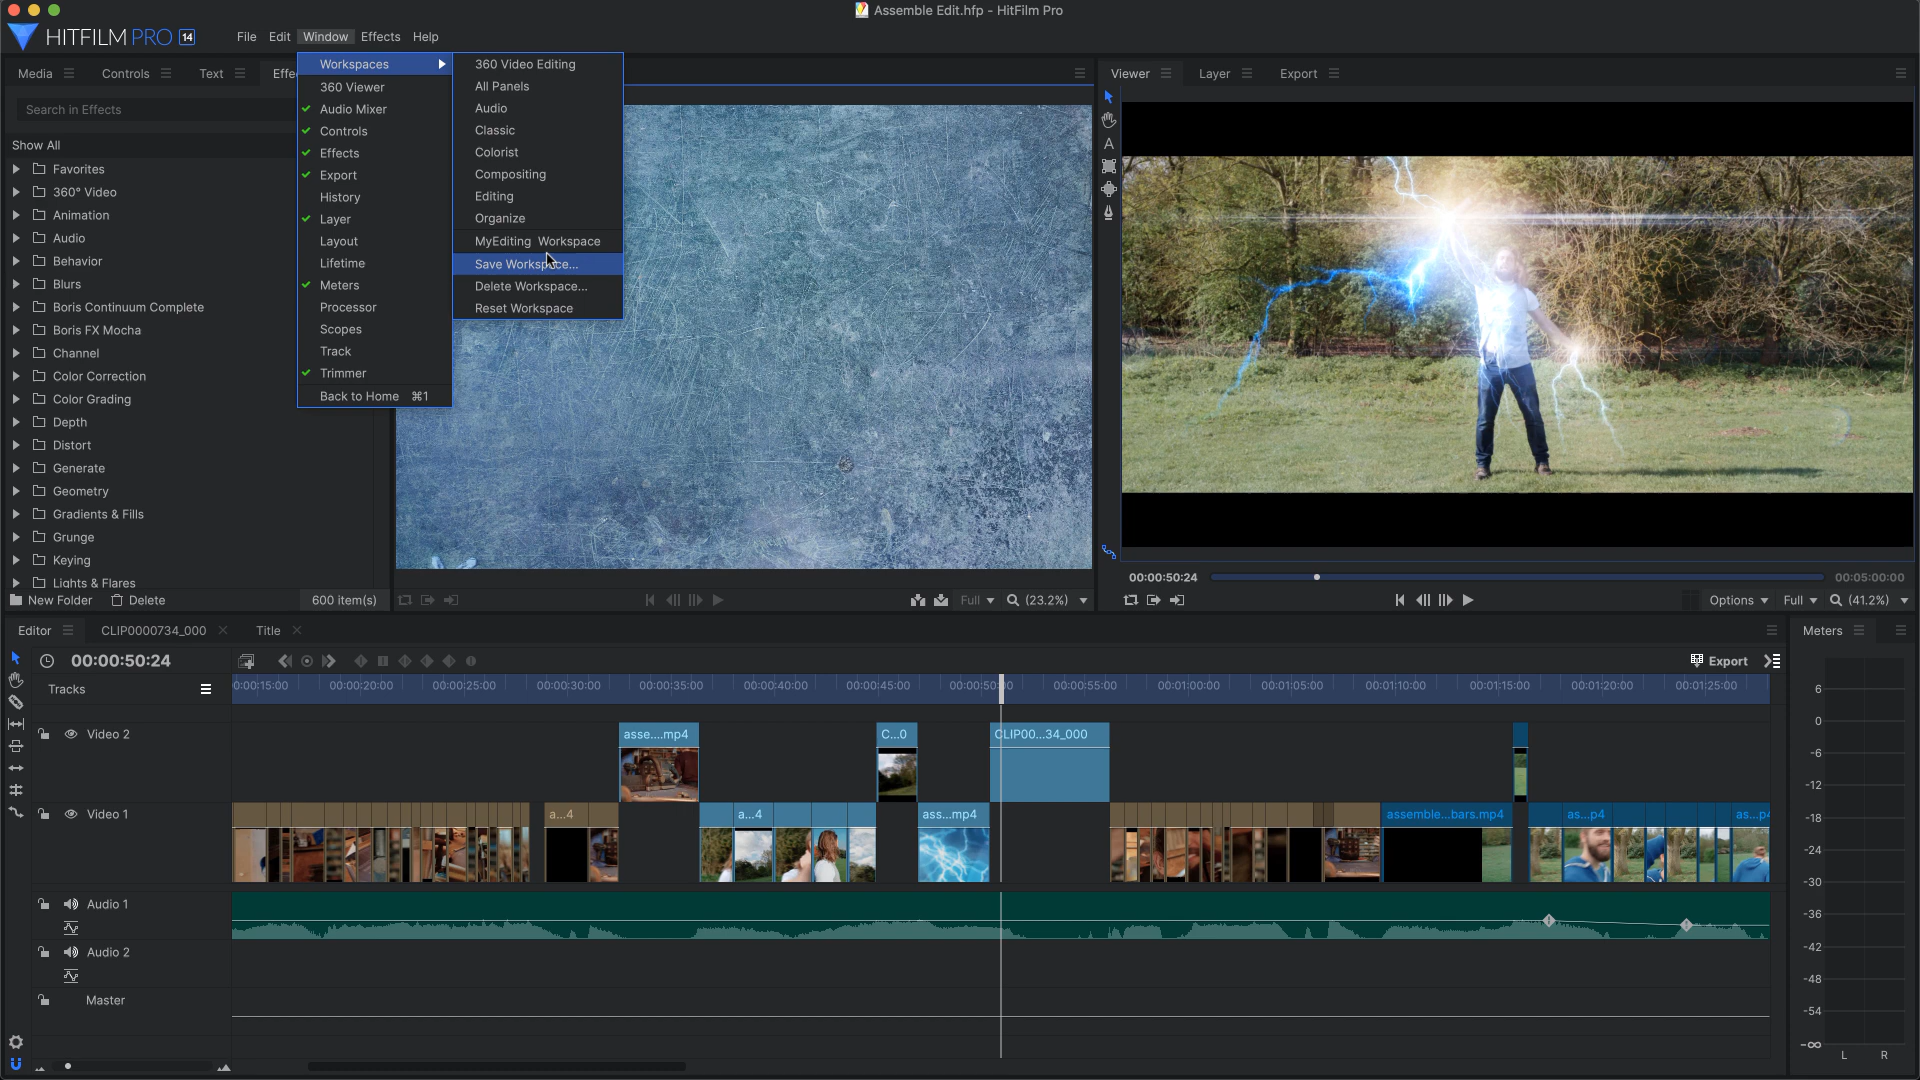 Assemble Edit.hfp - HitFilm Pro
HITFILM PRO 14
File Edit Window Effects Help
Media Controls Text Effe
Search in Effects
Show All
Favorites
360° Video
Animation
Audio
Behavior
Blurs
Boris Continuum Complete
Boris FX Mocha
Channel
Color Correction
Color Grading
Depth
Distort
Generate
Geometry
Gradients & Fills
Grunge
Keying
Lights & Flares
New Folder Delete 600 item(s)
Workspaces
360 Viewer
Audio Mixer
Controls
Effects
Export
History
Layer
Layout
Lifetime
Meters
Processor
Scopes
Track
Trimmer
Back to Home ⌘1
360 Video Editing
All Panels
Audio
Classic
Colorist
Compositing
Editing
Organize
MyEditing Workspace
Save Workspace...
Delete Workspace...
Reset Workspace
Full (23.2%)
Viewer Layer Export
A
00:00:50:24 00:05:00:00
Options Full (41.2%)
Editor CLIP0000734_000 Title
00:00:50:24
Export
Tracks
0:00:15:00 00:00:20:00 00:00:25:00 00:00:30:00 00:00:35:00 00:00:40:00 00:00:45:00 00:00:50:00 00:00:55:00 00:01:00:00 00:01:05:00 00:01:10:00 00:01:15:00 00:01:20:00 00:01:25:00
Video 2
asse....mp4 C...0 CLIP00...34_000
Video 1
a...4 a...4 ass...mp4 assemble...bars.mp4 as...p4 as...p4
Audio 1
Audio 2
Master
Meters
6
0
-6
-12
-18
-24
-30
-36
-42
-48
-54
-∞
L R